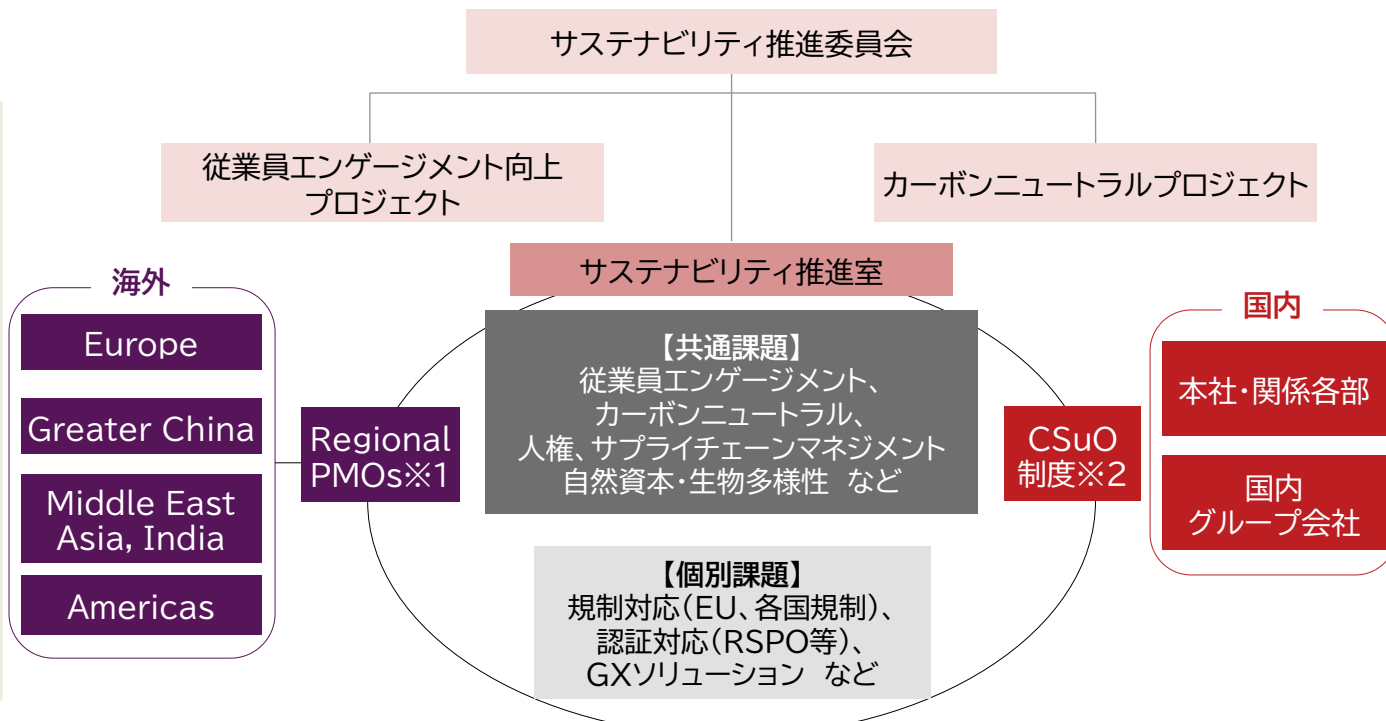 サステナビリティ推進委員会
従業員エンゲージメント向上
プロジェクト
カーボンニュートラルプロジェクト
サステナビリティ推進室
海外
Europe
Greater China
Middle East
Asia, India
Americas
Regional
PMOs※1
【共通課題】
従業員エンゲージメント、
カーボンニュートラル、
人権、サプライチェーンマネジメント
自然資本・生物多様性 など
【個別課題】
規制対応(EU、各国規制)、
認証対応(RSPO等)、
GXソリューション など
CSuO
制度※2
国内
本社・関係各部
国内
グループ会社